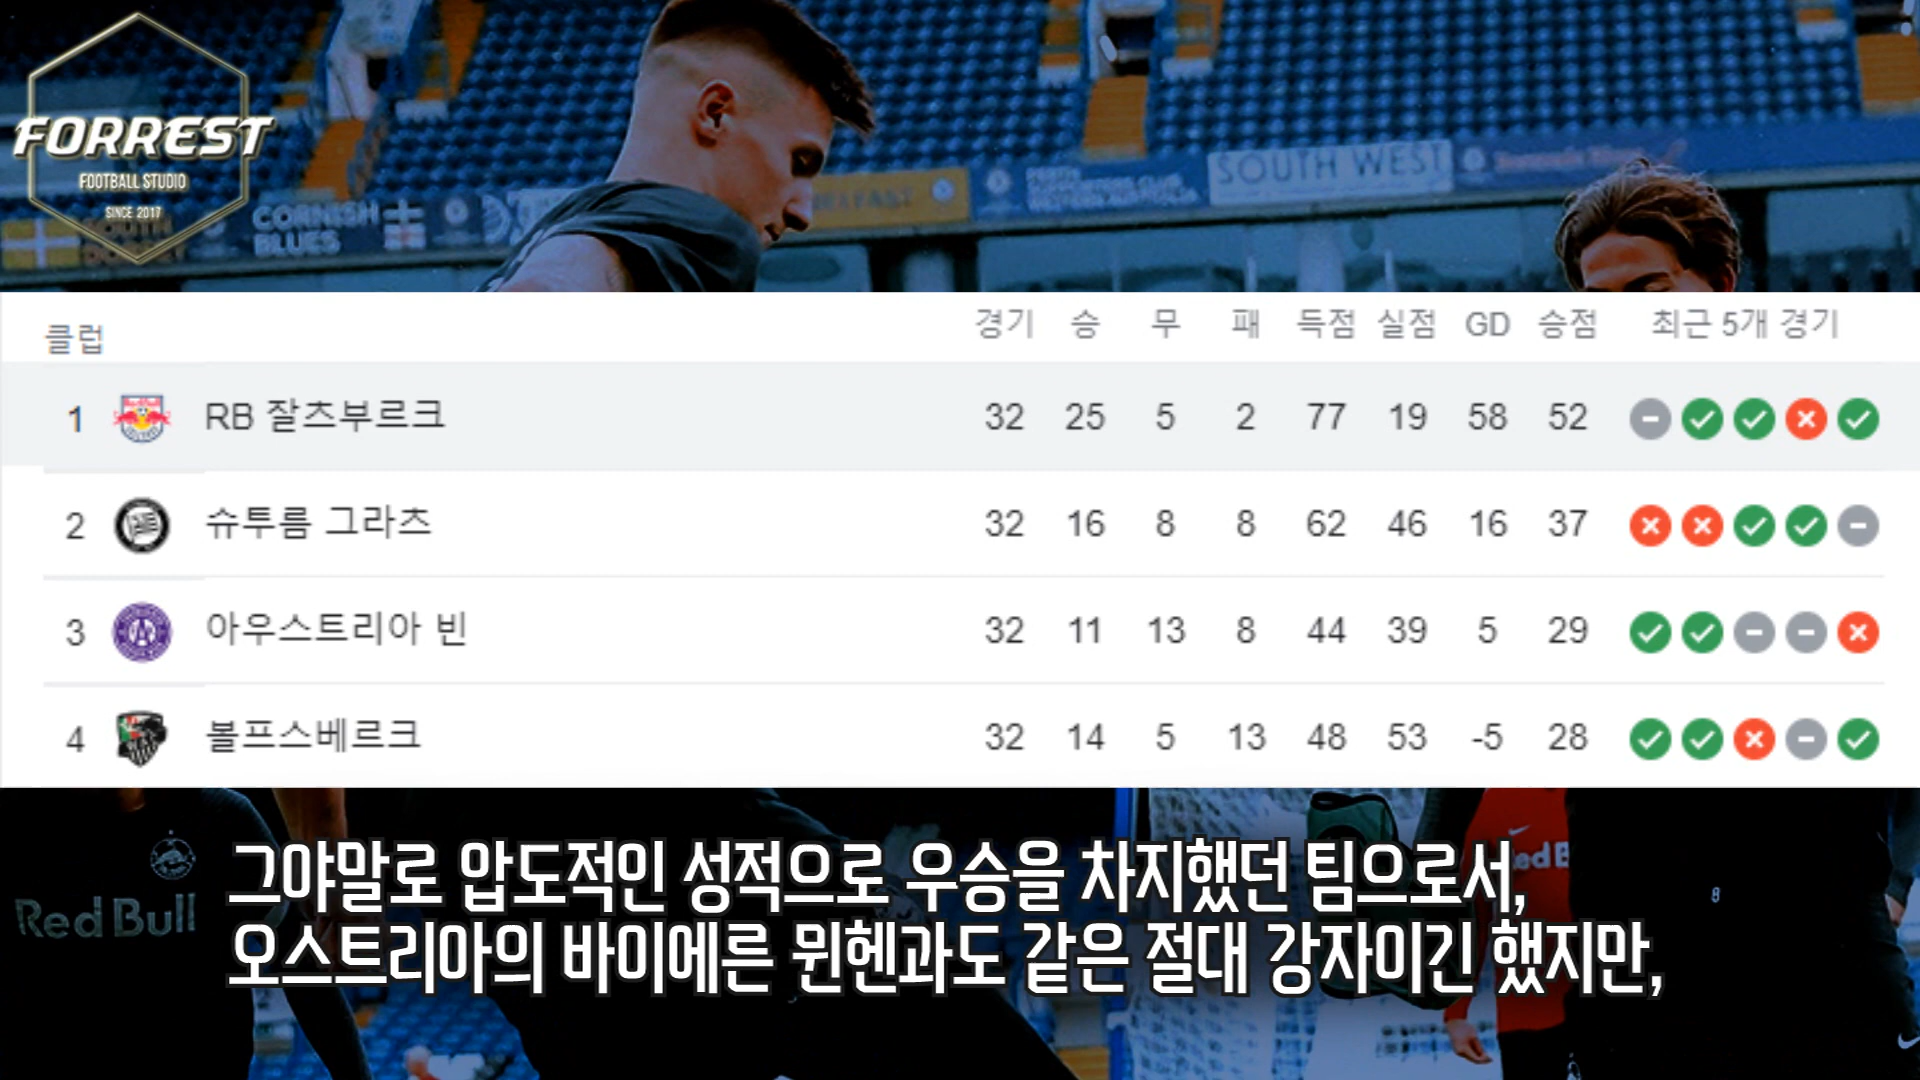 FORREST
FOOTBALL STUDIO
SINCE 2017
CORNISH
BLUES
SOUTH WEST
클럽 경기 승 무 패 득점 실점 GD 승점 최근 5개 경기
1 RB 잘츠부르크 32 25 5 2 77 19 58 52
2 슈투름 그라츠 32 16 8 8 62 46 16 37
3 아우스트리아 빈 32 11 13 8 44 39 5 29
4 볼프스베르크 32 14 5 13 48 53 -5 28
Red Bull
edB
8
그야말로 압도적인 성적으로 우승을 차지했던 팀으로서,
오스트리아의 바이에른 뮌헨과도 같은 절대 강자이긴 했지만,